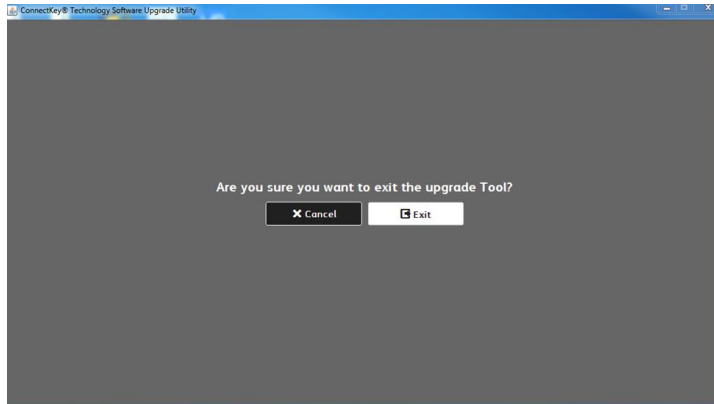 ConnectKey® Technology Software Upgrade Utility
Are you sure you want to exit the upgrade Tool?
Cancel
Exit